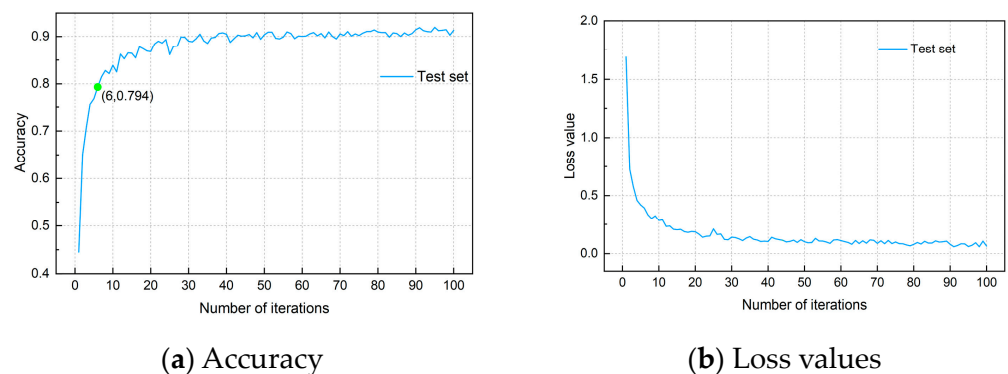 Accuracy
0.9
0.8
0.7
0.6
0.5
0.4
Test set
(6,0.794)
0 10 20 30 40 50 60 70 80 90 100
Number of iterations
(a) Accuracy
Loss value
2.0
1.5
1.0
0.5
0.0
Test set
0 10 20 30 40 50 60 70 80 90 100
Number of iterations
(b) Loss values